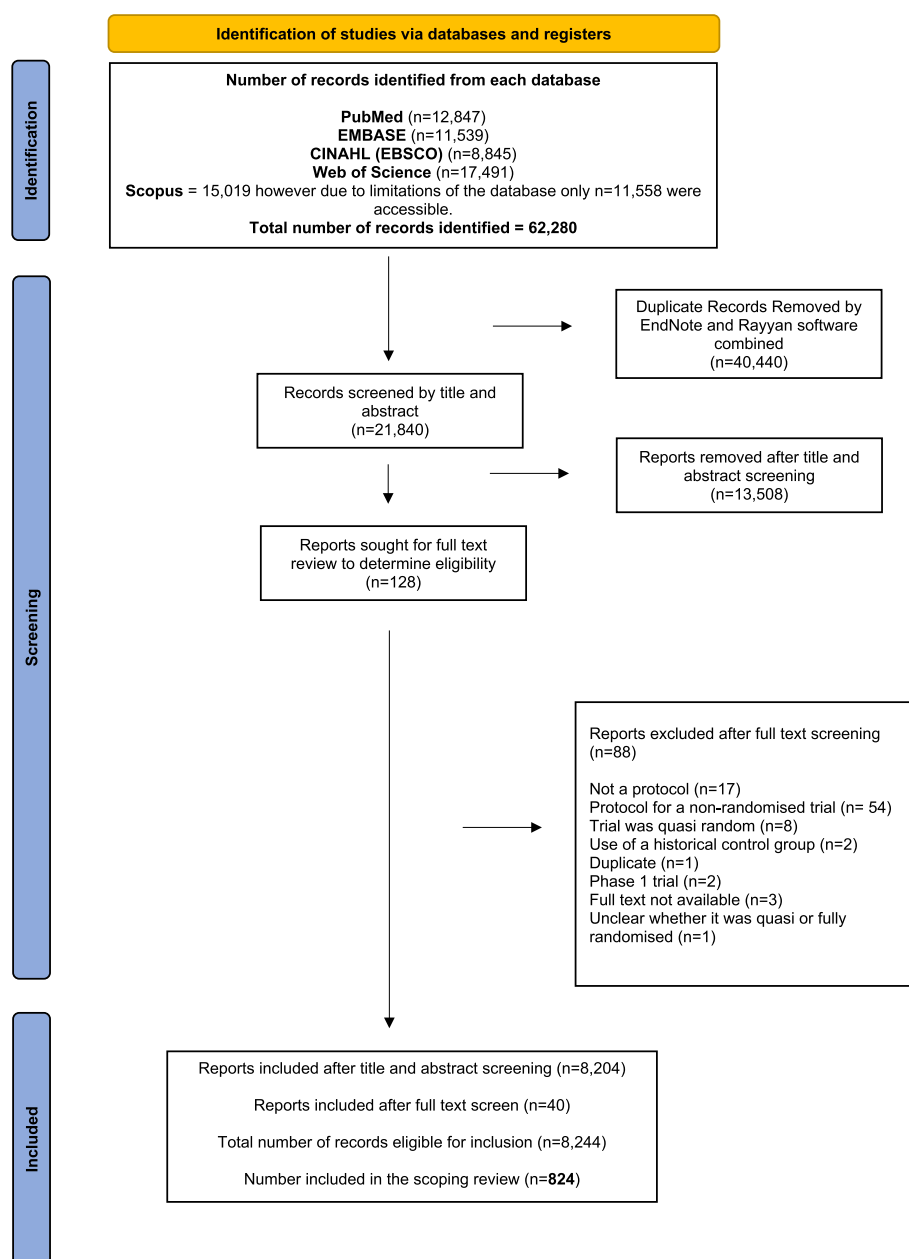 Identification of studies via databases and registers
Identification
Number of records identified from each database
PubMed (n=12,847)
EMBASE (n=11,539)
CINAHL (EBSCO) (n=8,845)
Web of Science (n=17,491)
Scopus = 15,019 however due to limitations of the database only n=11,558 were
accessible.
Total number of records identified = 62,280
Screening
Duplicate Records Removed by
EndNote and Rayyan software
combined
(n=40,440)
Records screened by title and
abstract
(n=21,840)
Reports removed after title and
abstract screening
(n=13,508)
Reports sought for full text
review to determine eligibility
(n=128)
Reports excluded after full text screening
(n=88)
Not a protocol (n=17)
Protocol for a non-randomised trial (n= 54)
Trial was quasi random (n=8)
Use of a historical control group (n=2)
Duplicate (n=1)
Phase 1 trial (n=2)
Full text not available (n=3)
Unclear whether it was quasi or fully
randomised (n=1)
Included
Reports included after title and abstract screening (n=8,204)
Reports included after full text screen (n=40)
Total number of records eligible for inclusion (n=8,244)
Number included in the scoping review (n=824)